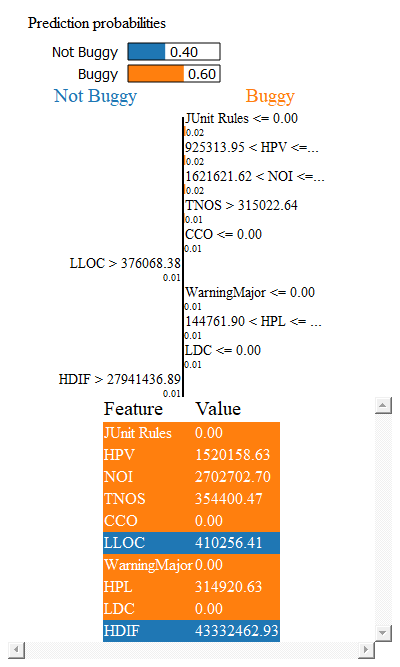 Prediction probabilities
Not Buggy 0.40
Buggy 0.60
Not Buggy Buggy
JUnit Rules <= 0.00
0.02
925313.95 < HPV <=...
0.02
1621621.62 < NOI <=...
0.02
TNOS > 315022.64
0.01
CCO <= 0.00
0.01
LLOC > 376068.38
0.01
WarningMajor <= 0.00
0.01
144761.90 < HPL <= ...
0.01
LDC <= 0.00
0.01
HDIF > 27941436.89
0.01
Feature Value
JUnit Rules 0.00
HPV 1520158.63
NOI 2702702.70
TNOS 354400.47
CCO 0.00
LLOC 410256.41
WarningMajor 0.00
HPL 314920.63
LDC 0.00
HDIF 43332462.93